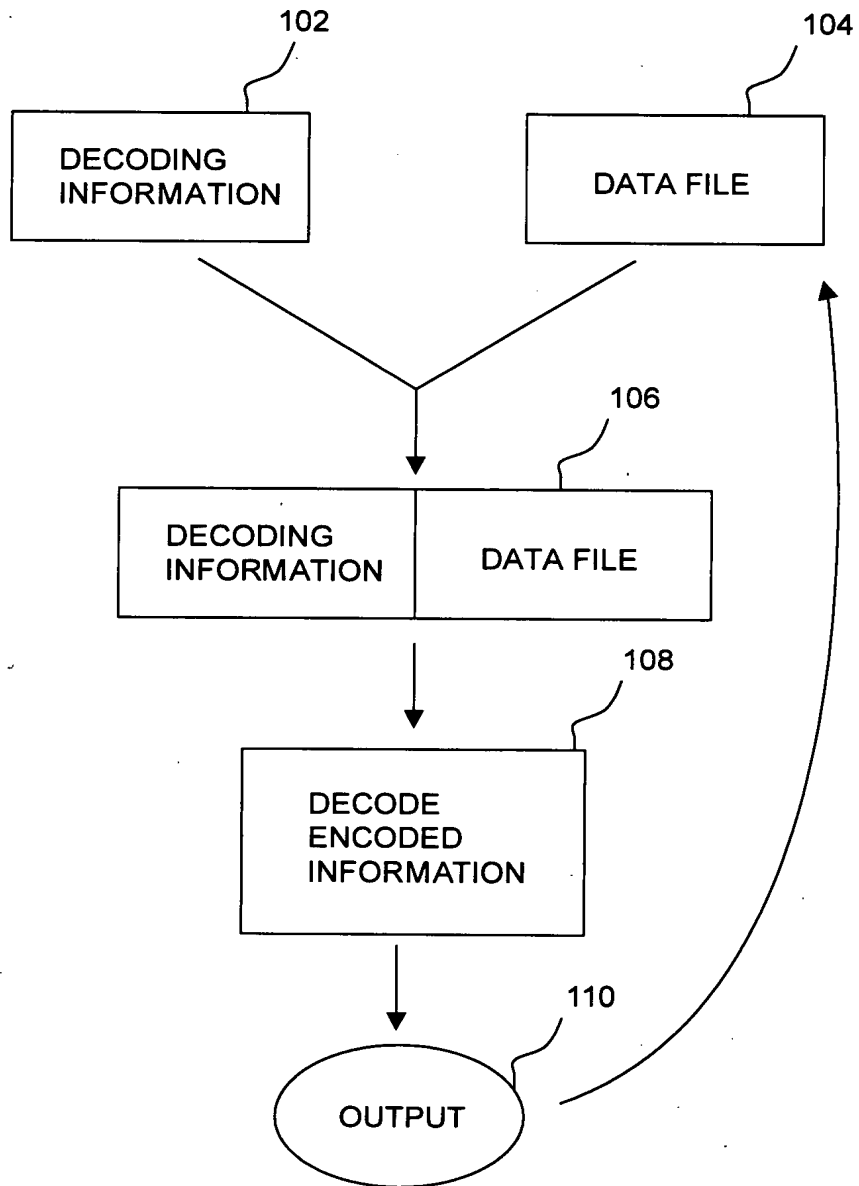 102
104
DECODING
INFORMATION
DATA FILE
106
DECODING
INFORMATION
DATA FILE
108
DECODE
ENCODED
INFORMATION
110
OUTPUT